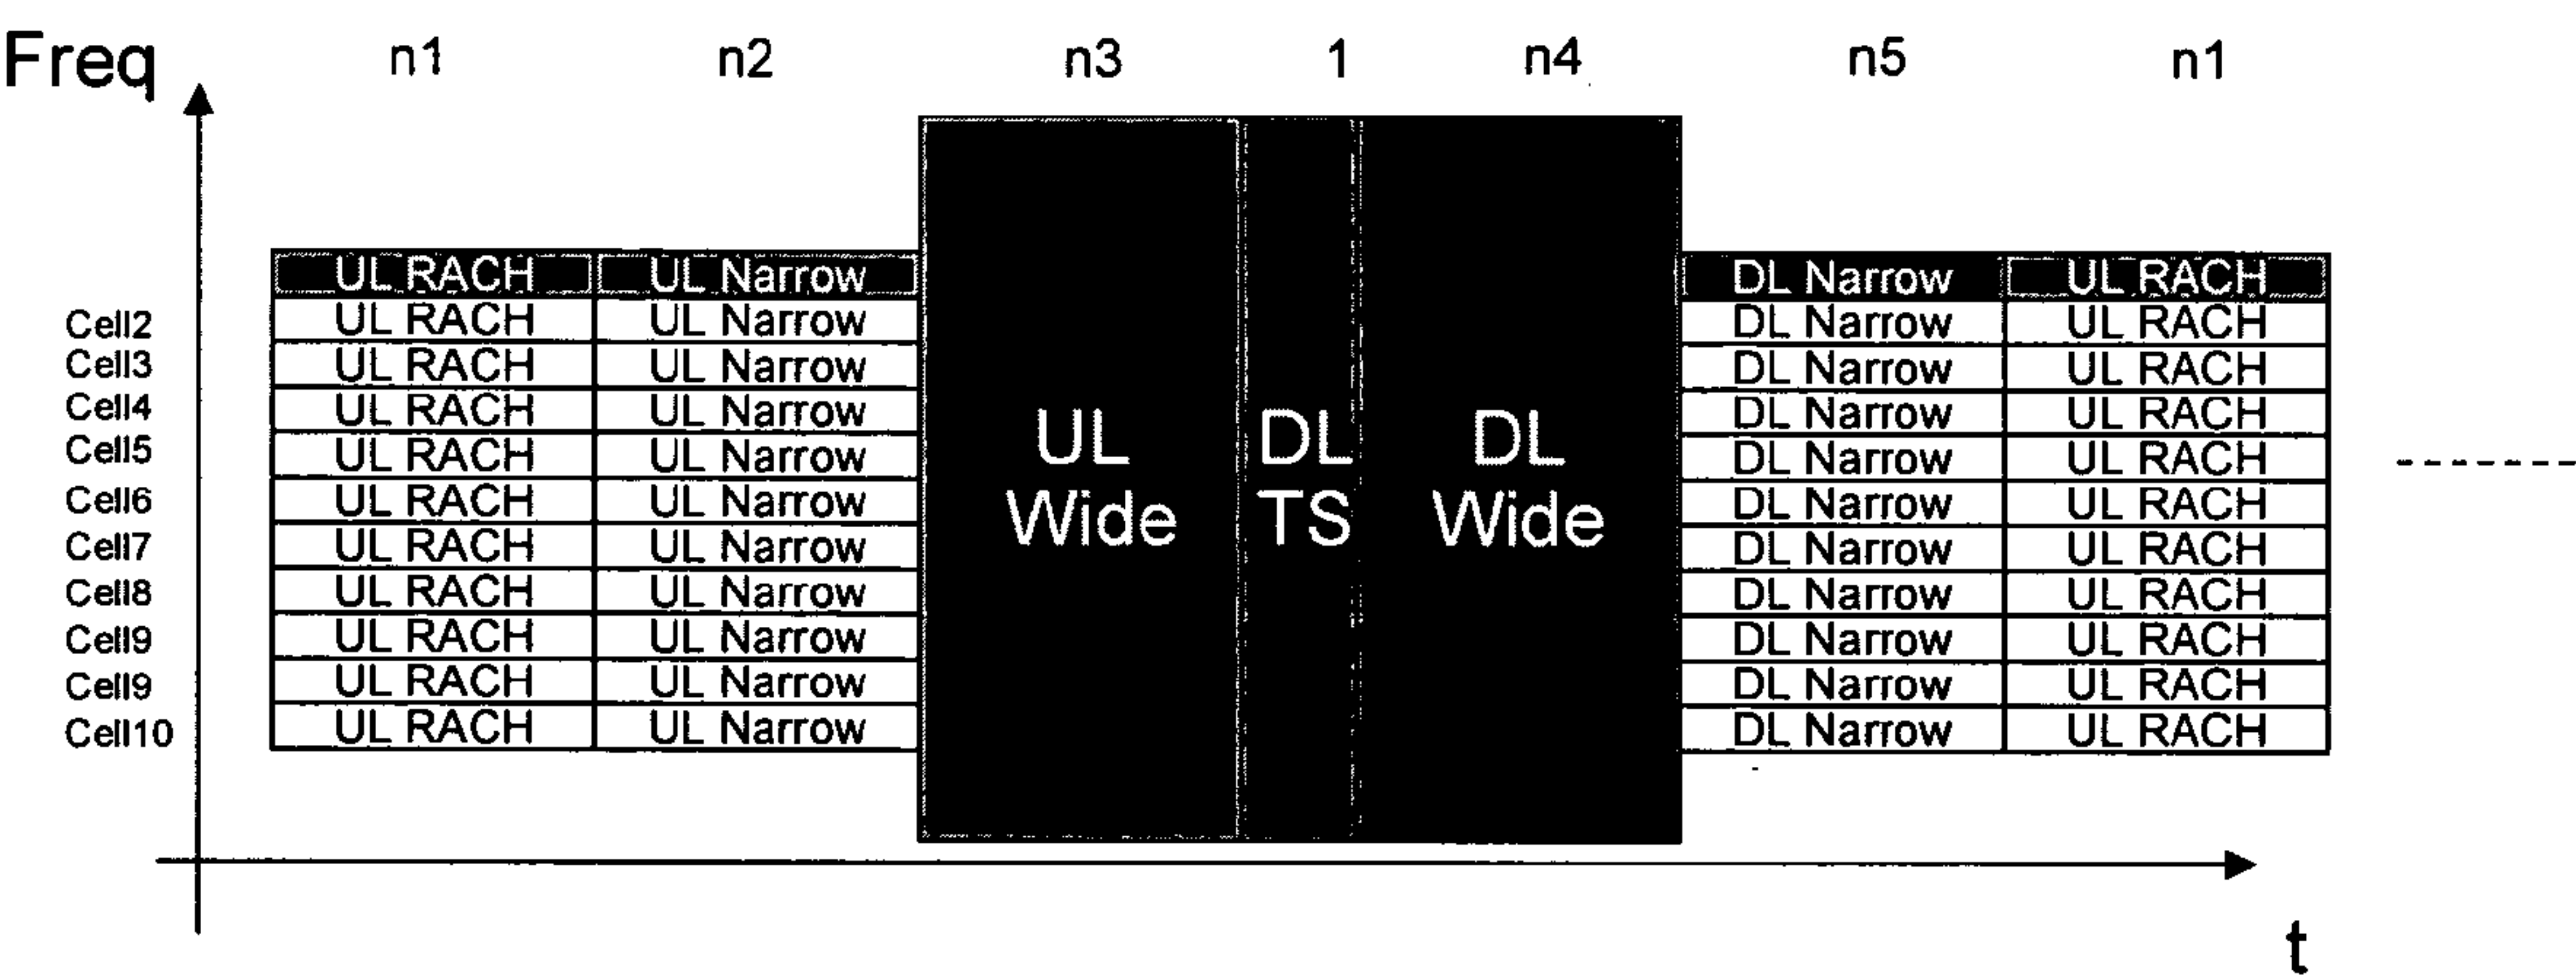 Freq n1 n2 n3 1 n4 n5 n1
UL RACH UL Narrow DL Narrow UL RACH
Cell2 UL RACH UL Narrow DL Narrow UL RACH
Cell3 UL RACH UL Narrow DL Narrow UL RACH
Cell4 UL RACH UL Narrow DL Narrow UL RACH
Cell5 UL RACH UL Narrow UL Wide DL TS DL Wide DL Narrow UL RACH
Cell6 UL RACH UL Narrow DL Narrow UL RACH
Cell7 UL RACH UL Narrow DL Narrow UL RACH
Cell8 UL RACH UL Narrow DL Narrow UL RACH
Cell9 UL RACH UL Narrow DL Narrow UL RACH
Cell9 UL RACH UL Narrow DL Narrow UL RACH
Cell10 UL RACH UL Narrow DL Narrow UL RACH
t